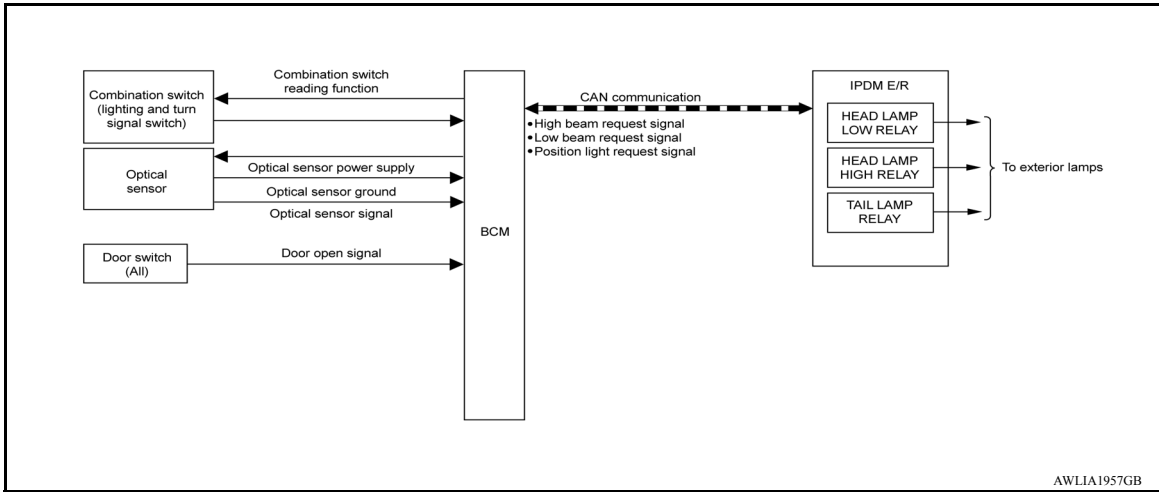 Combination switch
(lighting and turn
signal switch)
Combination switch
reading function
Optical
sensor
Optical sensor power supply
Optical sensor ground
Optical sensor signal
Door switch
(All)
Door open signal
BCM
CAN communication
•High beam request signal
•Low beam request signal
•Position light request signal
IPDM E/R
HEAD LAMP
LOW RELAY
HEAD LAMP
HIGH RELAY
TAIL LAMP
RELAY
To exterior lamps
AWLIA1957GB